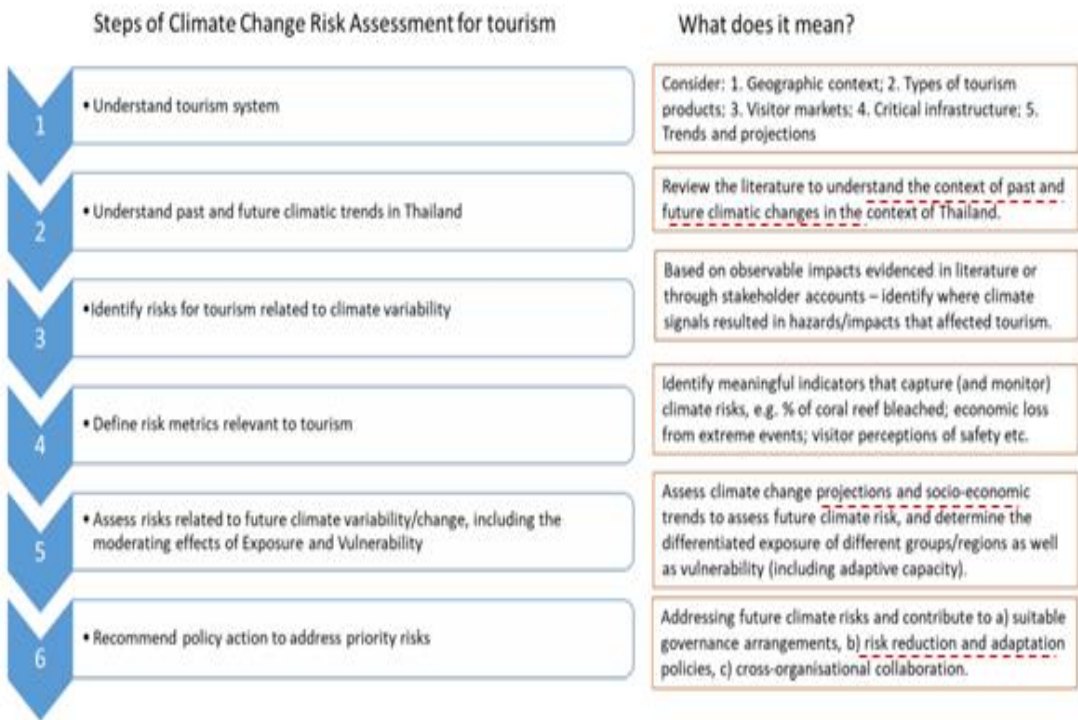 Steps of Climate Change Risk Assessment for tourism
What does it mean?
1
• Understand tourism system
Consider: 1. Geographic context; 2. Types of tourism
products; 3. Visitor markets; 4. Critical infrastructure; 5.
Trends and projections
2
• Understand past and future climatic trends in Thailand
Review the literature to understand the context of past and
future climatic changes in the context of Thailand.
3
•Identify risks for tourism related to climate variability
Based on observable impacts evidenced in literature or
through stakeholder accounts – identify where climate
signals resulted in hazards/impacts that affected tourism.
4
• Define risk metrics relevant to tourism
Identify meaningful indicators that capture (and monitor)
climate risks, e.g. % of coral reef bleached; economic loss
from extreme events; visitor perceptions of safety etc.
5
• Assess risks related to future climate variability/change, including the
moderating effects of Exposure and Vulnerability
Assess climate change projections and socio-economic
trends to assess future climate risk, and determine the
differentiated exposure of different groups/regions as well
as vulnerability (including adaptive capacity).
6
• Recommend policy action to address priority risks
Addressing future climate risks and contribute to a) suitable
governance arrangements, b) risk reduction and adaptation
policies, c) cross-organisational collaboration.